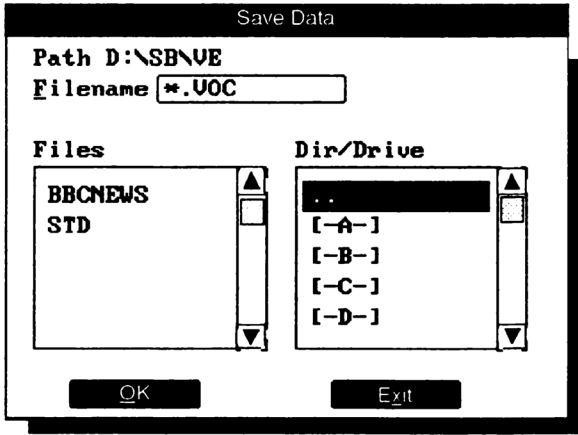 Save Data
Path D:\SB\VE
Filename *.VOC
Files
BBCNEWS
STD
Dir/Drive
..
[-A-]
[-B-]
[-C-]
[-D-]
OK
Exit